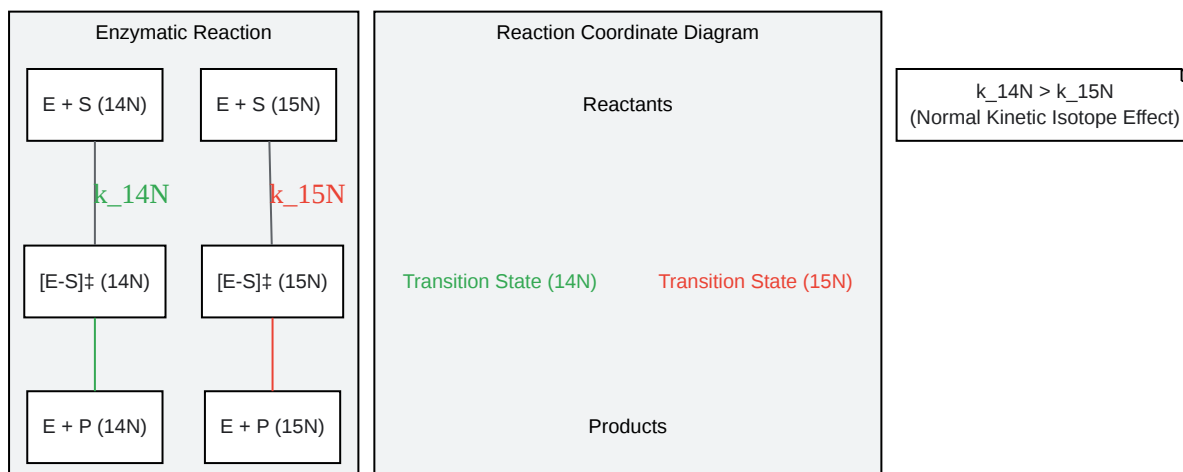 Enzymatic Reaction
E + S (14N)
E + S (15N)
k_14N
k_15N
[E-S]‡ (14N)
[E-S]‡ (15N)
E + P (14N)
E + P (15N)
Reaction Coordinate Diagram
Reactants
Transition State (14N)
Transition State (15N)
Products
k_14N > k_15N
(Normal Kinetic Isotope Effect)